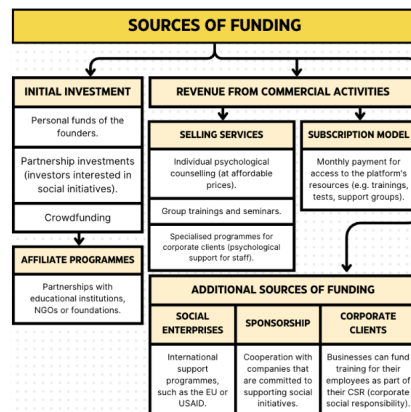 SOURCES OF FUNDING
INITIAL INVESTMENT
Personal funds of the
founders.
Partnership investments
(investors interested in
social initiatives).
Crowdfunding
AFFILIATE PROGRAMMES
Partnerships with
educational institutions,
NGOs or foundations.
REVENUE FROM COMMERCIAL ACTIVITIES
SELLING SERVICES
Individual psychological
counselling (at affordable
prices).
Group trainings and seminars.
Specialised programmes for
corporate clients (psychological
support for staff).
SUBSCRIPTION MODEL
Monthly payment for
access to the platform's
resources (e.g. trainings,
tests, support groups).
ADDITIONAL SOURCES OF FUNDING
SOCIAL
ENTERPRISES
International
support
programmes,
such as the EU or
USAID.
SPONSORSHIP
Cooperation with
companies that
are committed to
supporting social
initiatives.
CORPORATE
CLIENTS
Businesses can fund
training for their
employees as part of
their CSR (corporate
social responsibility).